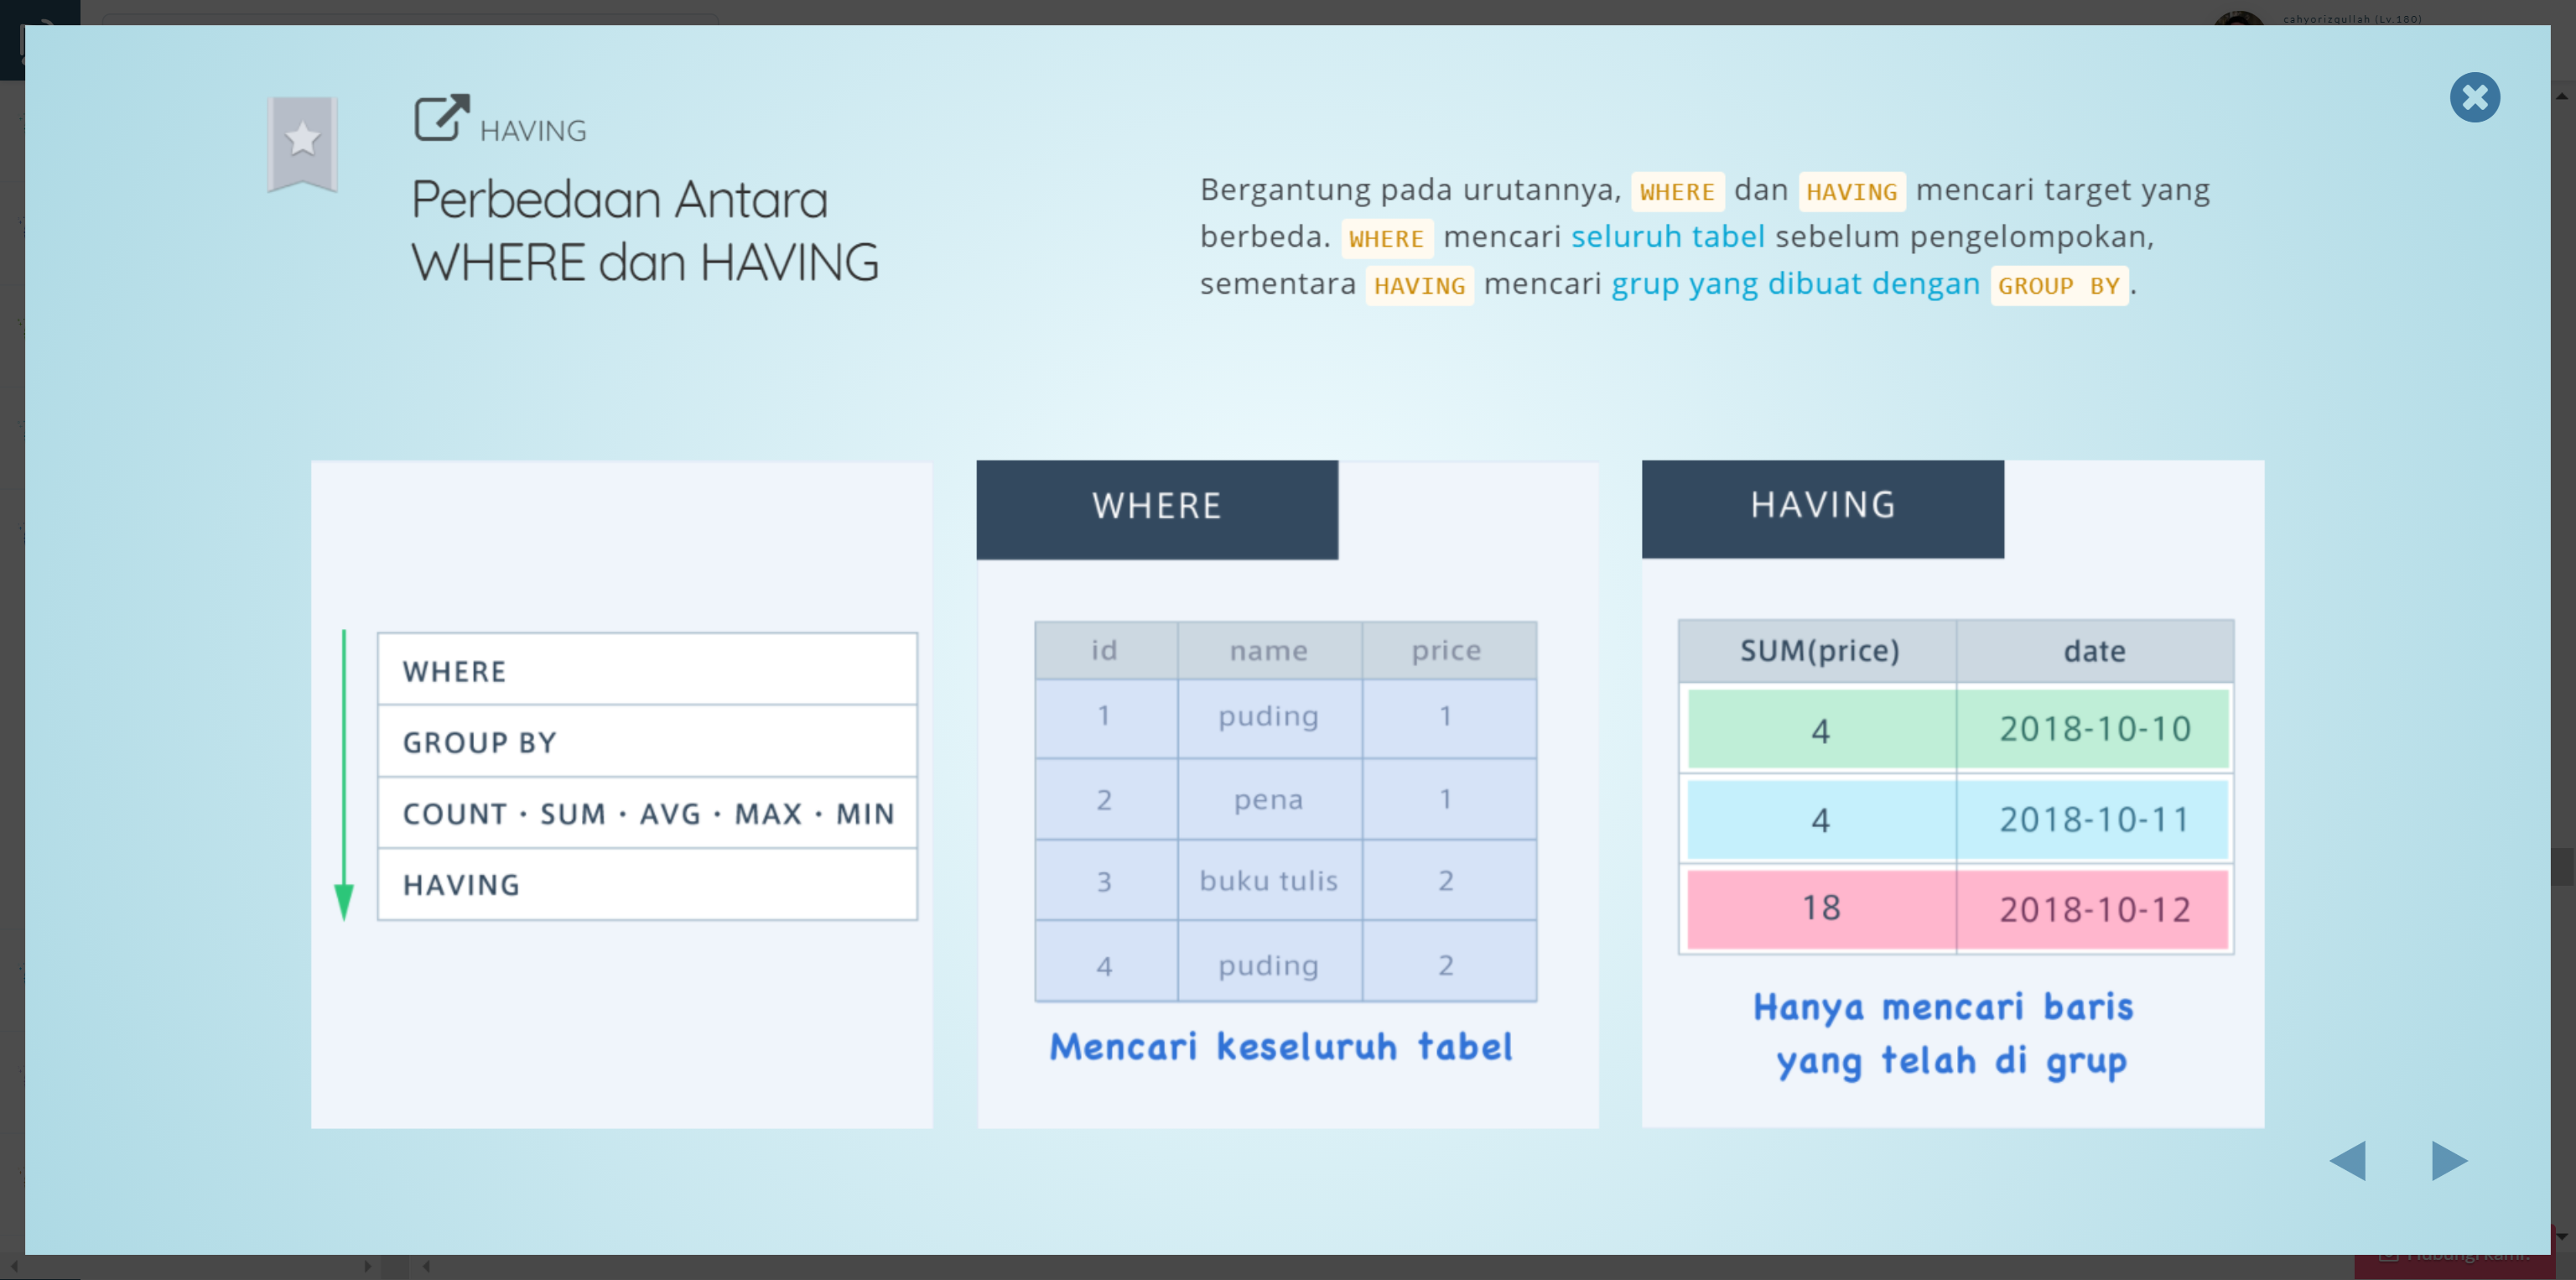 cahyorizqullah (Lv.180)
HAVING
Perbedaan Antara
WHERE dan HAVING
Bergantung pada urutannya, WHERE dan HAVING mencari target yang
berbeda. WHERE mencari seluruh tabel sebelum pengelompokan,
sementara HAVING mencari grup yang dibuat dengan GROUP BY.
WHERE
GROUP BY
COUNT · SUM · AVG · MAX · MIN
HAVING
WHERE
id name price
1 puding 1
2 pena 1
3 buku tulis 2
4 puding 2
Mencari keseluruh tabel
HAVING
SUM(price) date
4 2018-10-10
4 2018-10-11
18 2018-10-12
Hanya mencari baris
yang telah di grup